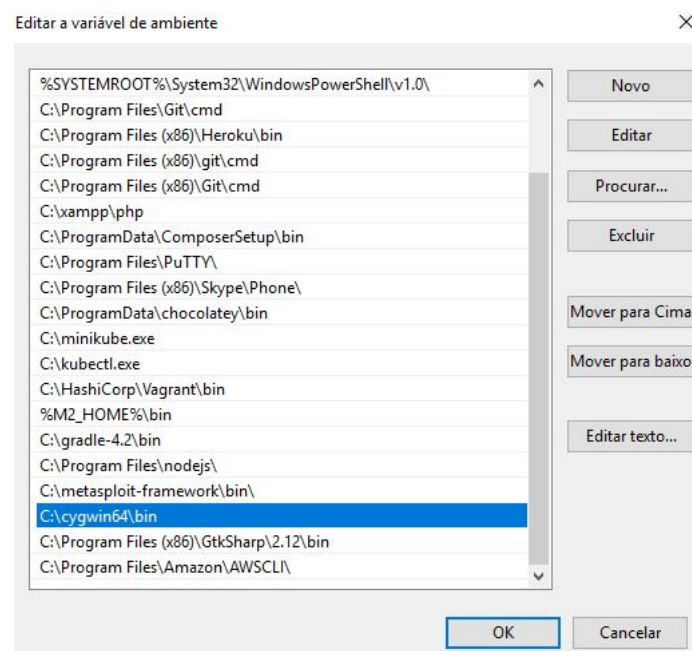 Editar a variável de ambiente
%SYSTEMROOT%\System32\WindowsPowerShell\v1.0\
C:\Program Files\Git\cmd
C:\Program Files (x86)\Heroku\bin
C:\Program Files (x86)\git\cmd
C:\Program Files (x86)\Git\cmd
C:\xampp\php
C:\ProgramData\ComposerSetup\bin
C:\Program Files\PuTTY\
C:\Program Files (x86)\Skype\Phone\
C:\ProgramData\chocolatey\bin
C:\minikube.exe
C:\kubectl.exe
C:\HashiCorp\Vagrant\bin
%M2_HOME%\bin
C:\gradle-4.2\bin
C:\Program Files\nodejs\
C:\metasploit-framework\bin\
C:\cygwin64\bin
C:\Program Files (x86)\GtkSharp\2.12\bin
C:\Program Files\Amazon\AWSCLI\
Novo
Editar
Procurar...
Excluir
Mover para Cima
Mover para baixo
Editar texto...
OK
Cancelar